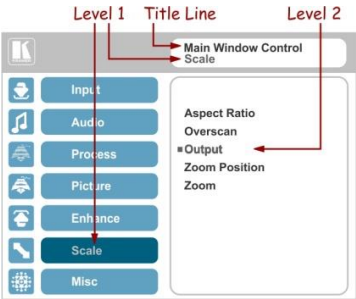 Level 1 Title Line Level 2
Main Window Control
Scale
Input
Audio
Process
Picture
Enhance
Scale
Misc
Aspect Ratio
Overscan
Output
Zoom Position
Zoom